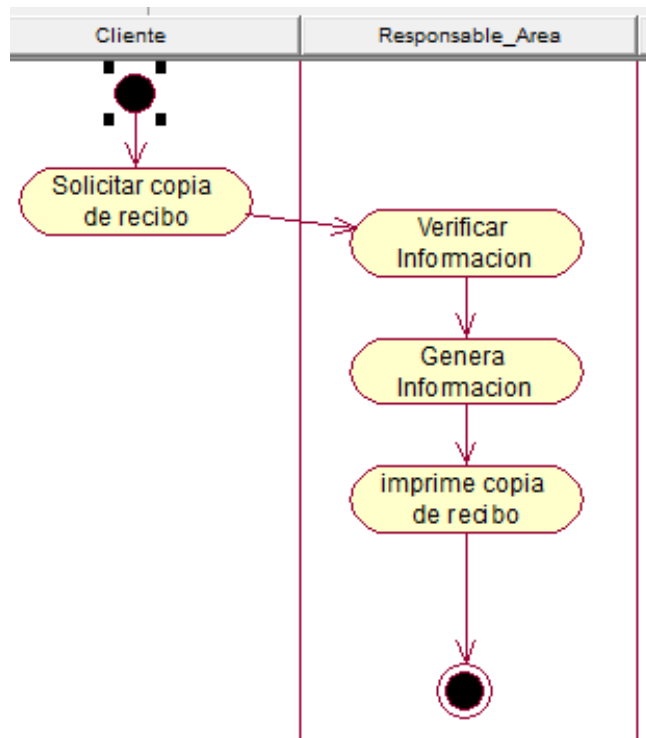 Cliente
Responsable_Area
Solicitar copia
de recibo
Verificar
Informacion
Genera
Informacion
imprime copia
de recibo